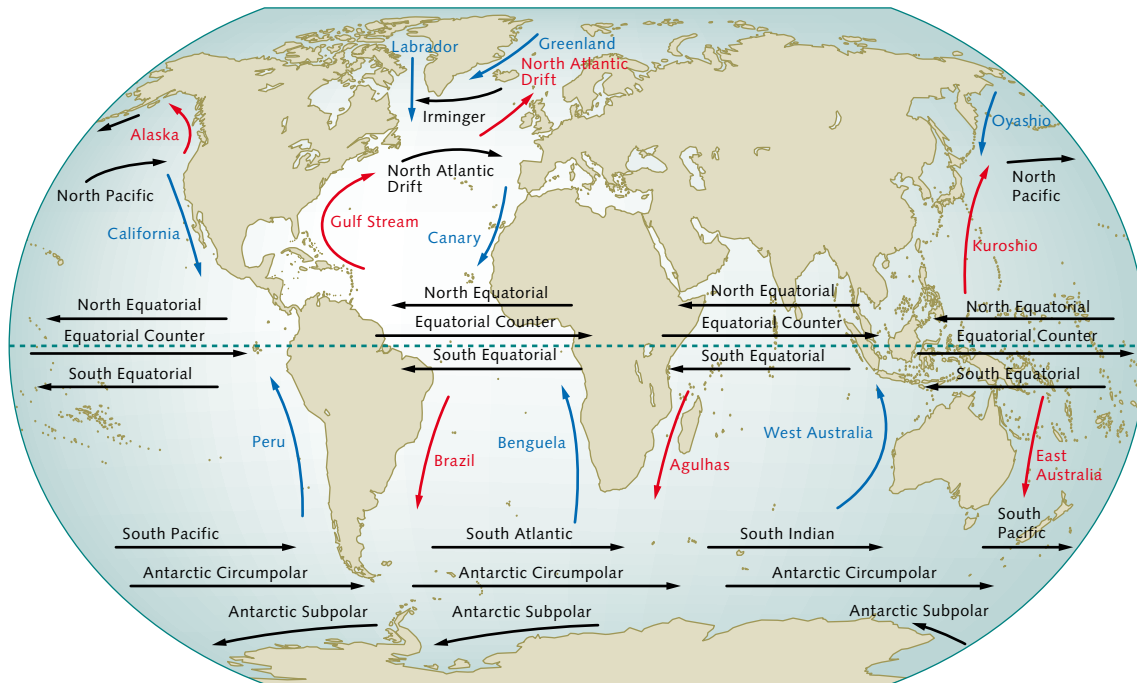 Labrador
Greenland
North Atlantic
Drift
Irminger
Alaska
Oyashio
North Pacific
North Atlantic
Drift
North
Pacific
California
Gulf Stream
Canary
Kuroshio
North Equatorial
North Equatorial
North Equatorial
North Equatorial
Equatorial Counter
Equatorial Counter
Equatorial Counter
Equatorial Counter
South Equatorial
South Equatorial
South Equatorial
South Equatorial
Peru
Brazil
Benguela
Agulhas
West Australia
East
Australia
South Pacific
South Atlantic
South Indian
South
Pacific
Antarctic Circumpolar
Antarctic Circumpolar
Antarctic Circumpolar
Antarctic Subpolar
Antarctic Subpolar
Antarctic Subpolar